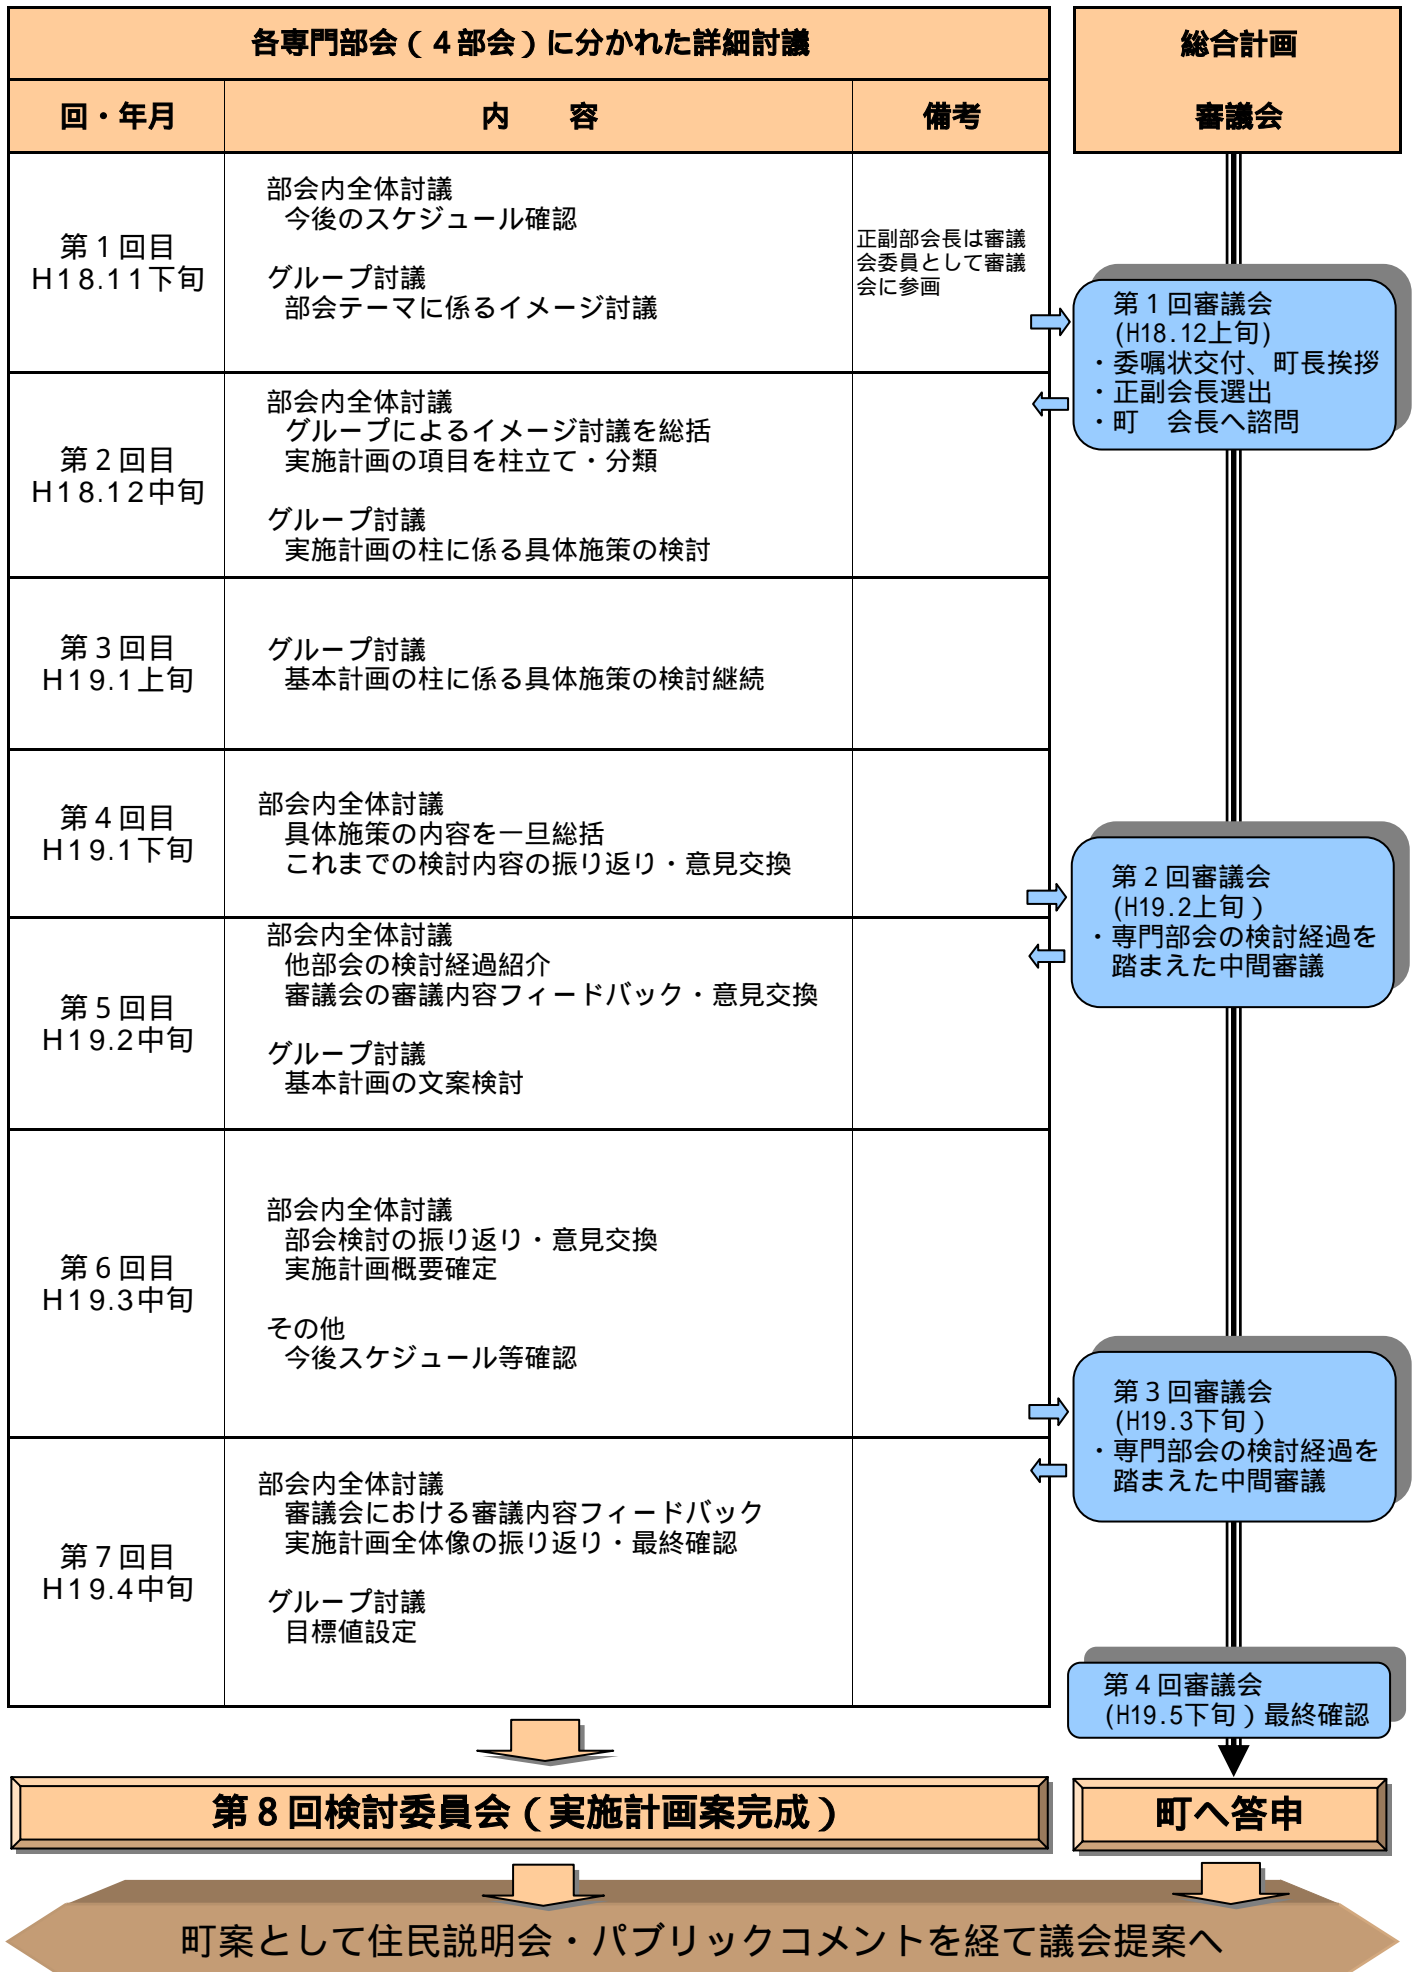 各専門部会（４部会）に分かれた詳細討議
回・年月
内　　容
備考
第１回目
H18.11下旬
部会内全体討議
今後のスケジュール確認
グループ討議
部会テーマに係るイメージ討議
正副部会長は審議
会委員として審議
会に参画
第２回目
H18.12中旬
部会内全体討議
グループによるイメージ討議を総括
実施計画の項目を柱立て・分類
グループ討議
実施計画の柱に係る具体施策の検討
第３回目
H19.1上旬
グループ討議
基本計画の柱に係る具体施策の検討継続
第４回目
H19.1下旬
部会内全体討議
具体施策の内容を一旦総括
これまでの検討内容の振り返り・意見交換
第５回目
H19.2中旬
部会内全体討議
他部会の検討経過紹介
審議会の審議内容フィードバック・意見交換
グループ討議
基本計画の文案検討
第６回目
H19.3中旬
部会内全体討議
部会検討の振り返り・意見交換
実施計画概要確定
その他
今後スケジュール等確認
第７回目
H19.4中旬
部会内全体討議
審議会における審議内容フィードバック
実施計画全体像の振り返り・最終確認
グループ討議
目標値設定
総合計画
審議会
第１回審議会
(H18.12上旬)
・委嘱状交付、町長挨拶
・正副会長選出
・町　会長へ諮問
第２回審議会
(H19.2上旬）
・専門部会の検討経過を
踏まえた中間審議
第３回審議会
(H19.3下旬）
・専門部会の検討経過を
踏まえた中間審議
第４回審議会
(H19.5下旬）最終確認
第８回検討委員会（実施計画案完成）
町へ答申
町案として住民説明会・パブリックコメントを経て議会提案へ